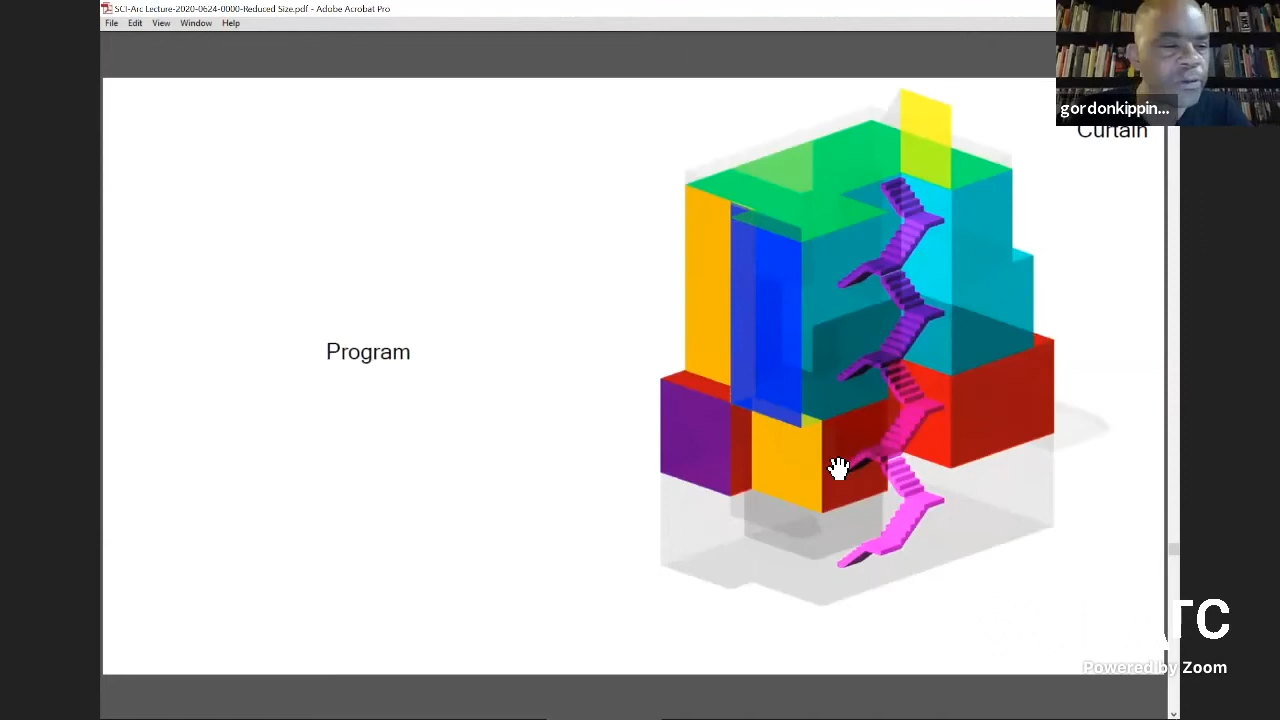 SCI-Arc Lecture-2020-0624-0000-Reduced Size.pdf - Adobe Acrobat Pro
File Edit View Window Help
gordonkippin...
Curtain
Program
Powered by Zoom